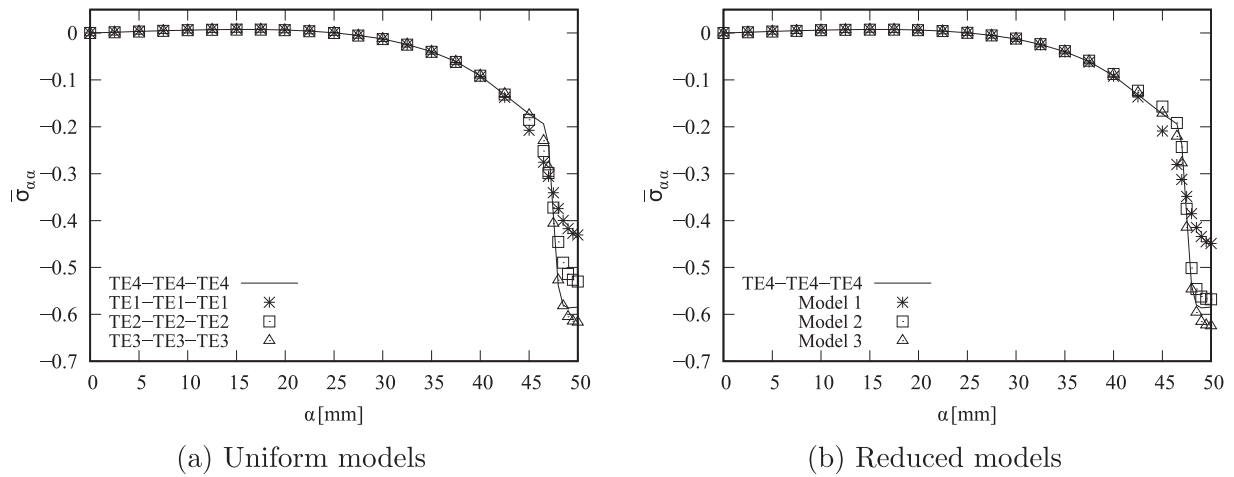 0
−0.1
−0.2
−0.3
−0.4
−0.5
−0.6
−0.7
σ̅αα
TE4−TE4−TE4
TE1−TE1−TE1
TE2−TE2−TE2
TE3−TE3−TE3
0 5 10 15 20 25 30 35 40 45 50
α [mm]
(a) Uniform models
0
−0.1
−0.2
−0.3
−0.4
−0.5
−0.6
−0.7
σ̅αα
TE4−TE4−TE4
Model 1
Model 2
Model 3
0 5 10 15 20 25 30 35 40 45 50
α [mm]
(b) Reduced models